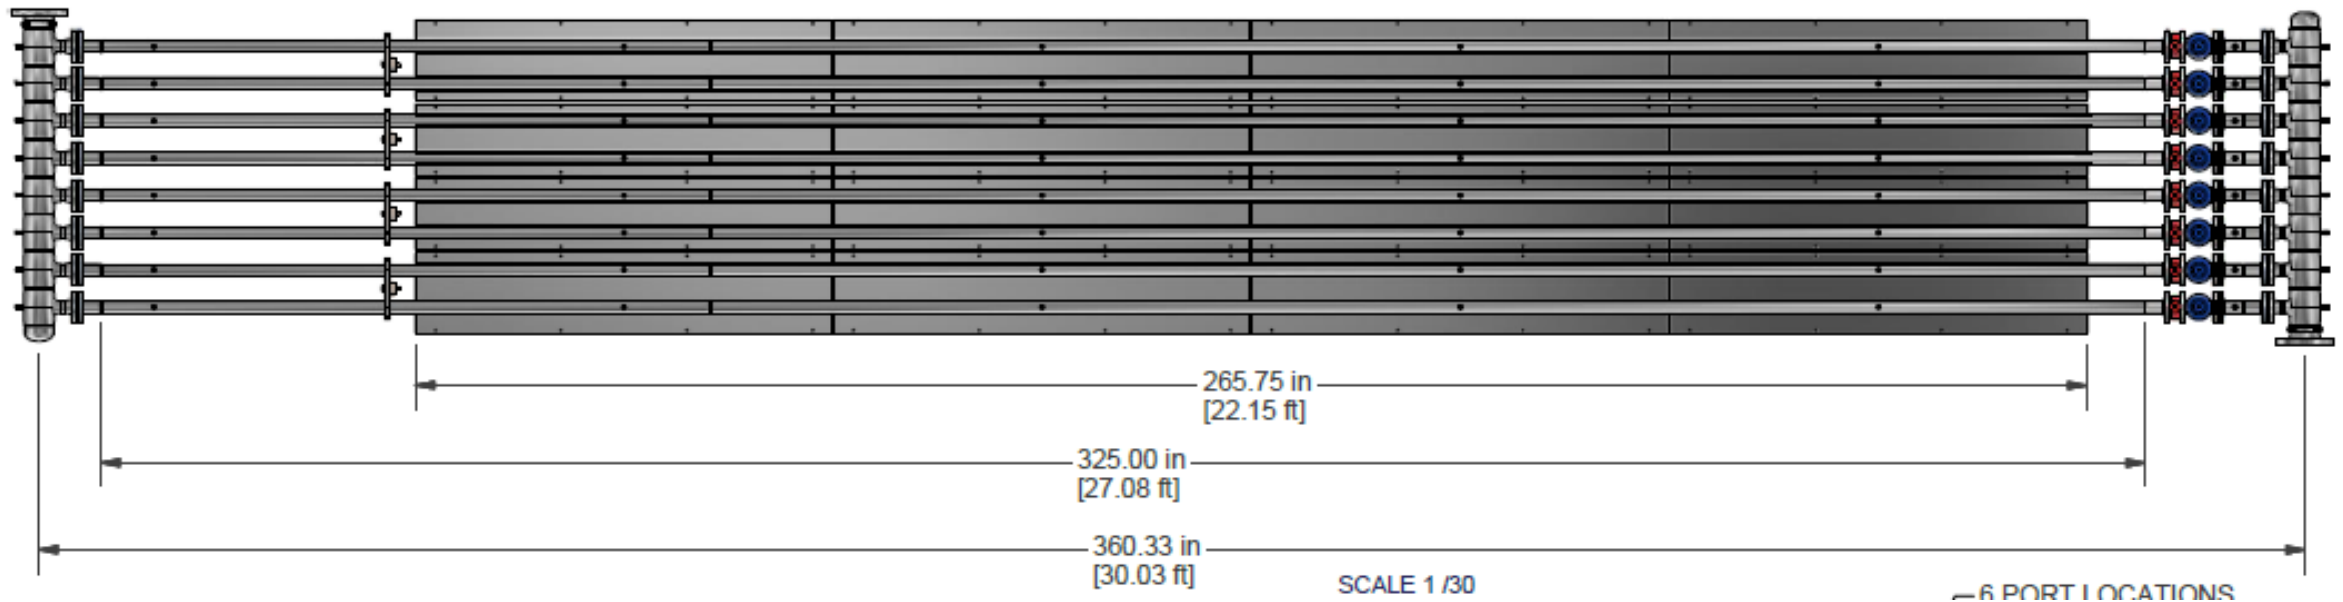 265.75 in
[22.15 ft]
325.00 in
[27.08 ft]
360.33 in
[30.03 ft]
SCALE 1 /30
6 PORT LOCATIONS